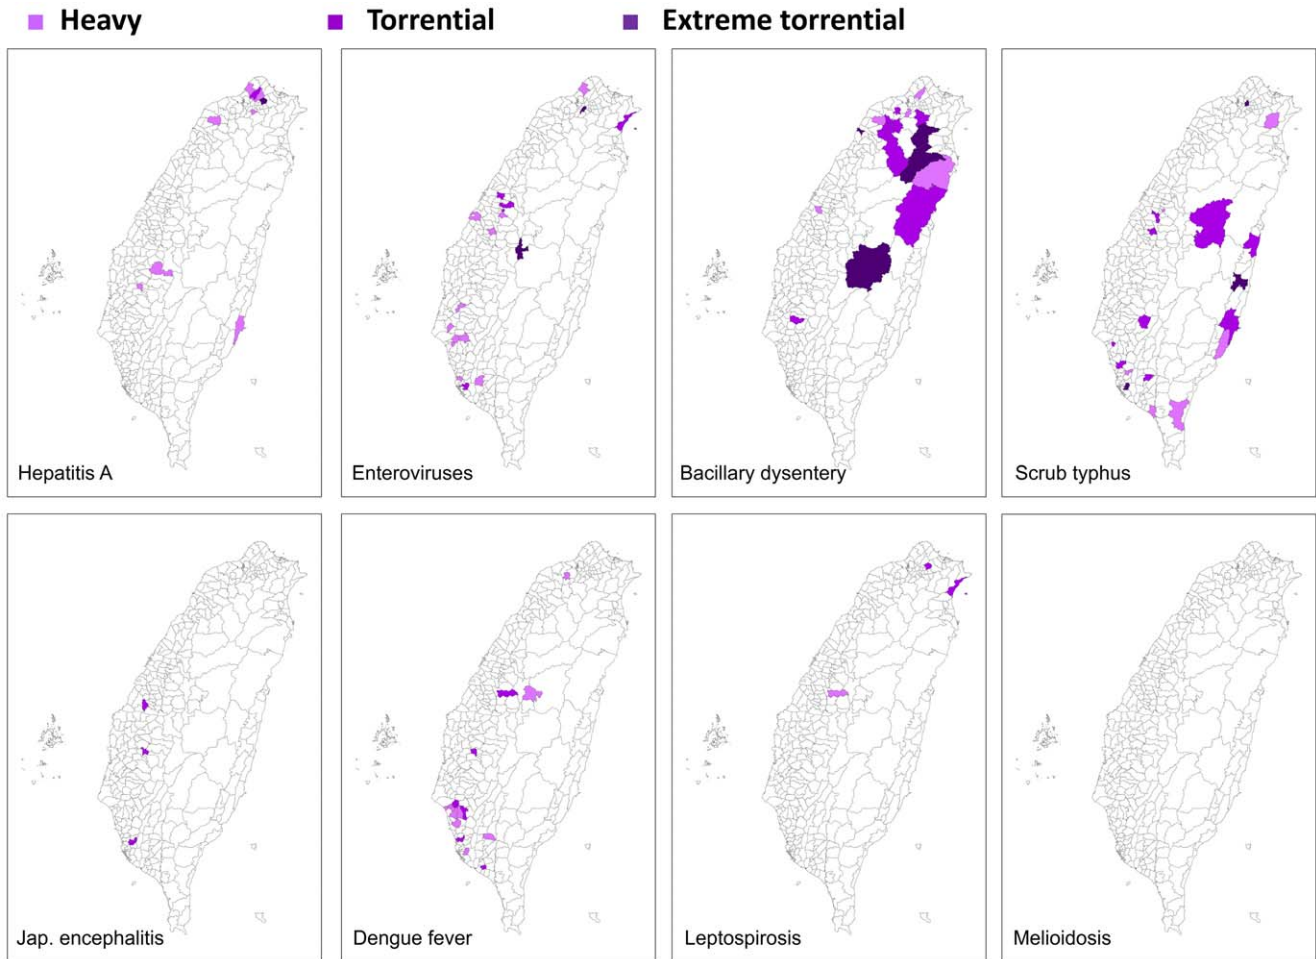 Heavy Torrential Extreme torrential
Hepatitis A Enteroviruses Bacillary dysentery Scrub typhus
Jap. encephalitis Dengue fever Leptospirosis Melioidosis